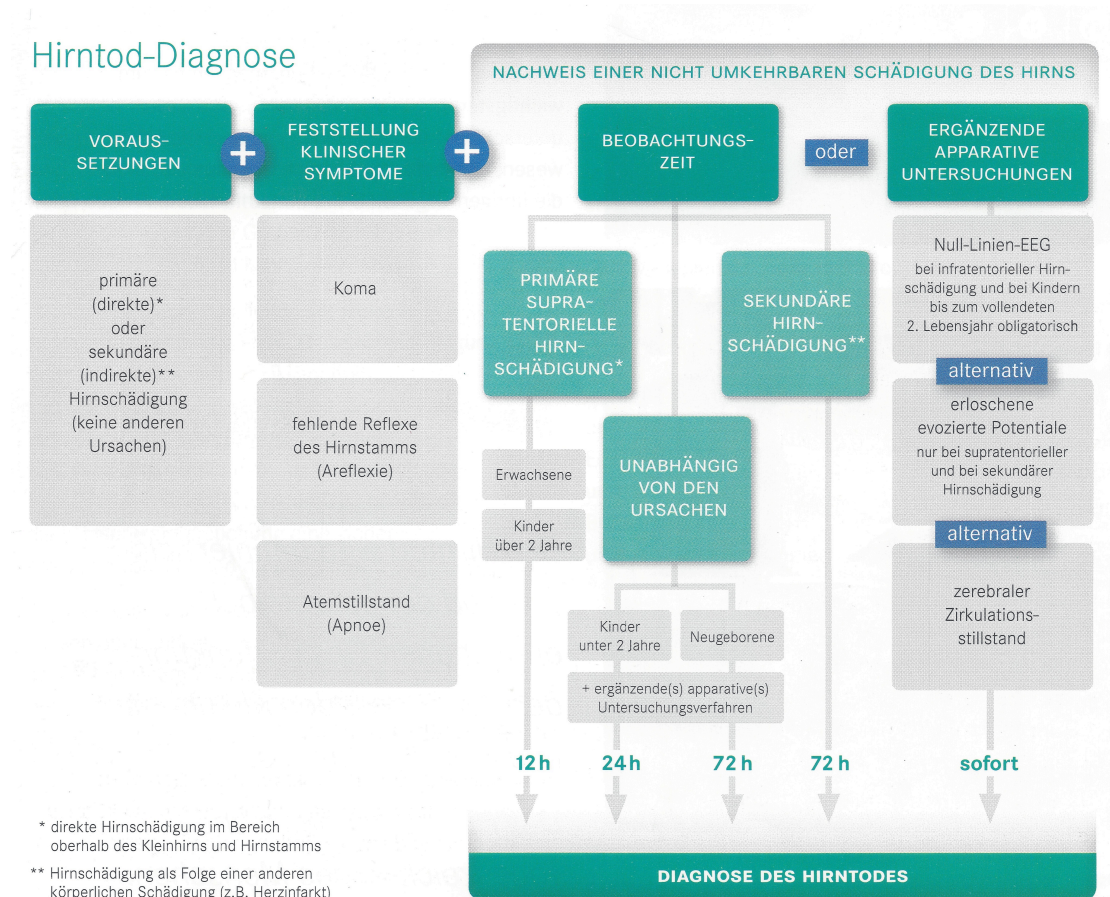 Hirntod-Diagnose
NACHWEIS EINER NICHT UMKEHRBAREN SCHÄDIGUNG DES HIRNS
VORAUS-
SETZUNGEN
+
FESTSTELLUNG
KLINISCHER
SYMPTOME
+
BEOBACHTUNGS-
ZEIT
oder
ERGÄNZENDE
APPARATIVE
UNTERSUCHUNGEN
primäre
(direkte)*
oder
sekundäre
(indirekte)**
Hirnschädigung
(keine anderen
Ursachen)
Koma
fehlende Reflexe
des Hirnstamms
(Areflexie)
Atemstillstand
(Apnoe)
PRIMÄRE
SUPRA-
TENTORIELLE
HIRN-
SCHÄDIGUNG*
Erwachsene
Kinder
über 2 Jahre
UNABHÄNGIG
VON DEN
URSACHEN
Kinder
unter 2 Jahre
Neugeborene
+ ergänzende(s) apparative(s)
Untersuchungsverfahren
SEKUNDÄRE
HIRN-
SCHÄDIGUNG**
Null-Linien-EEG
bei infratentorieller Hirn-
schädigung und bei Kindern
bis zum vollendeten
2. Lebensjahr obligatorisch
alternativ
erloschene
evozierte Potentiale
nur bei supratentorieller
und bei sekundärer
Hirnschädigung
alternativ
zerebraler
Zirkulations-
stillstand
12 h
24 h
72 h
72 h
sofort
DIAGNOSE DES HIRNTODES
* direkte Hirnschädigung im Bereich
oberhalb des Kleinhirns und Hirnstamms
** Hirnschädigung als Folge einer anderen
körperlichen Schädigung (z.B. Herzinfarkt)